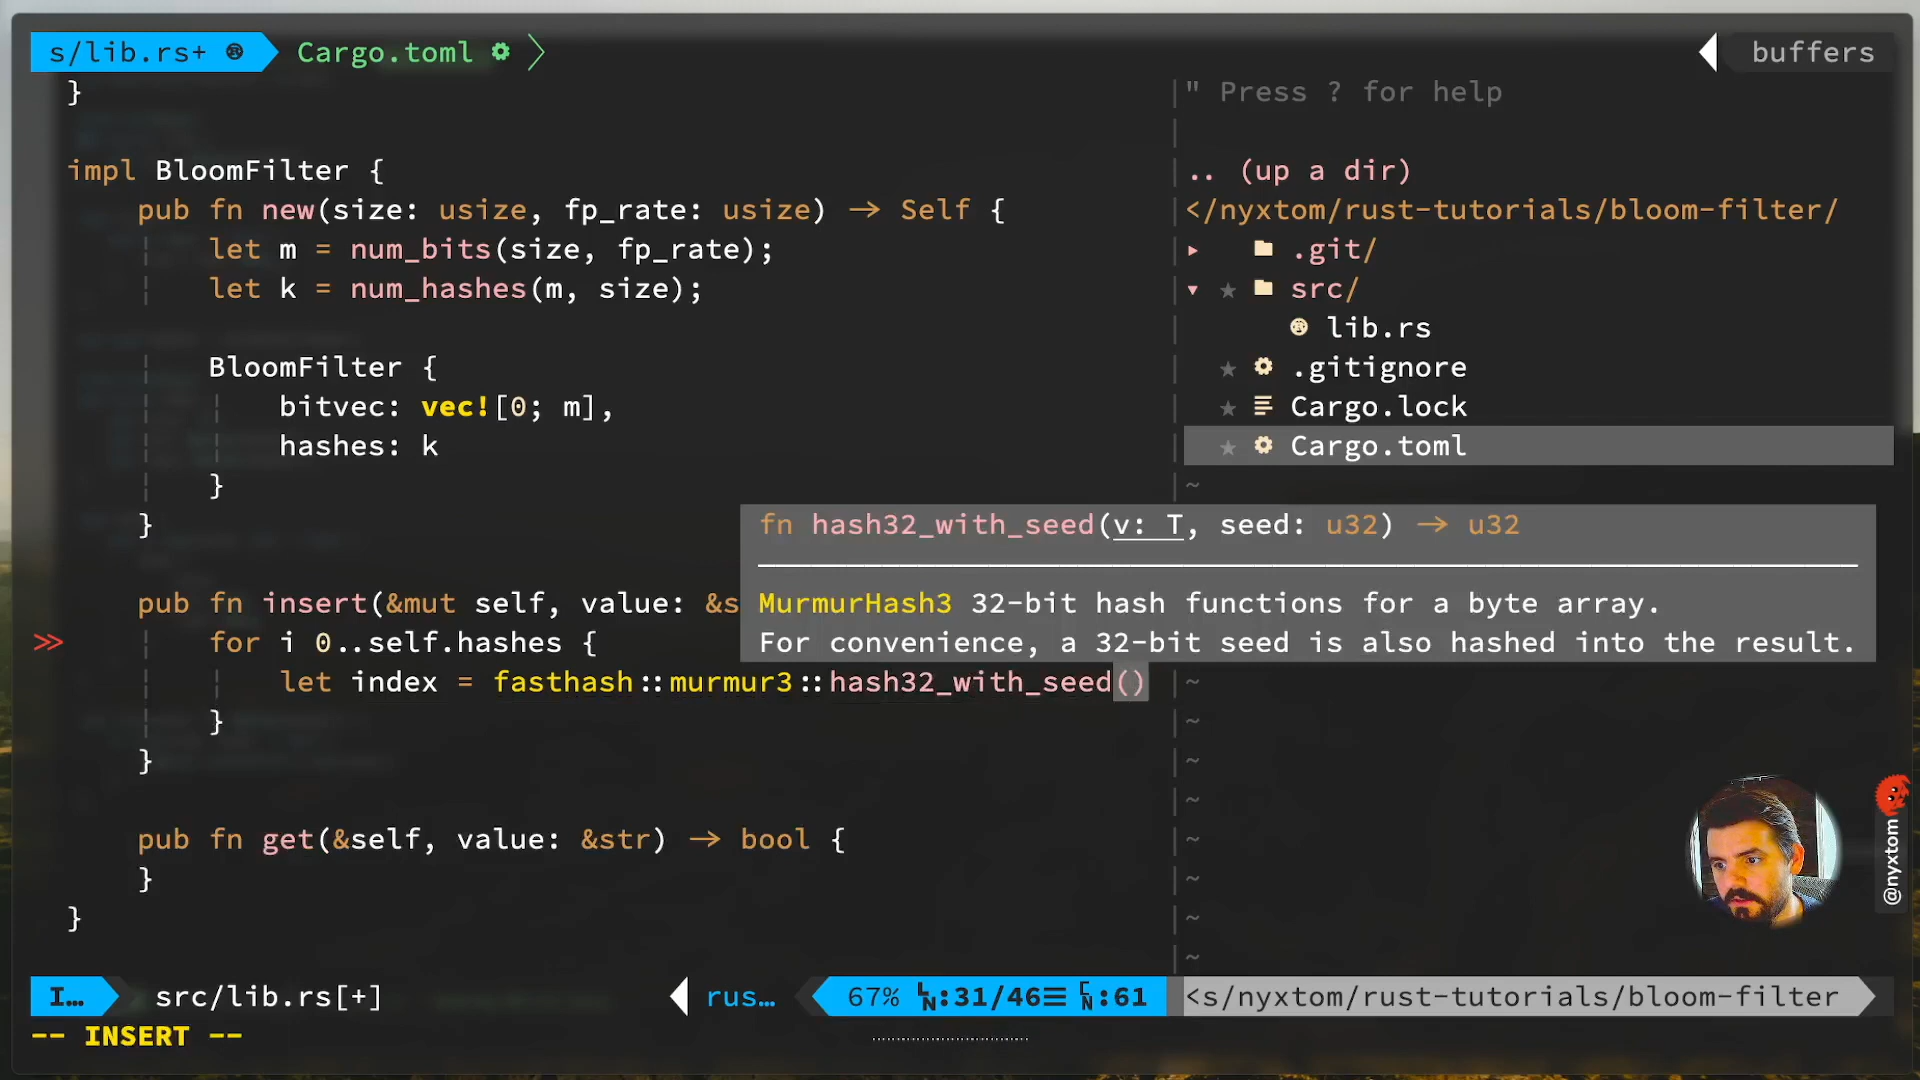 s/lib.rs+ Cargo.toml buffers
}
impl BloomFilter {
pub fn new(size: usize, fp_rate: usize) → Self {
let m = num_bits(size, fp_rate);
let k = num_hashes(m, size);
BloomFilter {
bitvec: vec![0; m],
hashes: k
}
}
pub fn insert(&mut self, value: &s
>> for i 0..self.hashes {
let index = fasthash::murmur3::hash32_with_seed()
}
}
pub fn get(&self, value: &str) → bool {
}
}
fn hash32_with_seed(v: T, seed: u32) → u32
MurmurHash3 32-bit hash functions for a byte array.
For convenience, a 32-bit seed is also hashed into the result.
" Press ? for help
.. (up a dir)
</nyxtom/rust-tutorials/bloom-filter/
▸ .git/
▾ ★ src/
lib.rs
★ .gitignore
★ Cargo.lock
★ Cargo.toml
~
~
~
~
~
~
~
~
~
@nyxtom
I… src/lib.rs[+] rus… 67% LN:31/46☰ CN:61 <s/nyxtom/rust-tutorials/bloom-filter
-- INSERT --